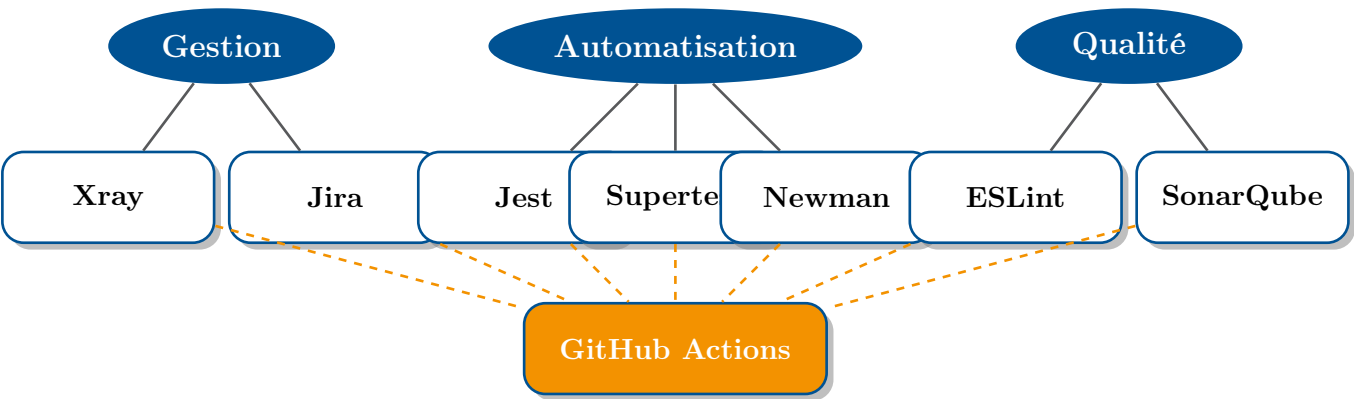 Gestion
Automatisation
Qualité
Xray
Jira
Jest
Superte
Newman
ESLint
SonarQube
GitHub Actions